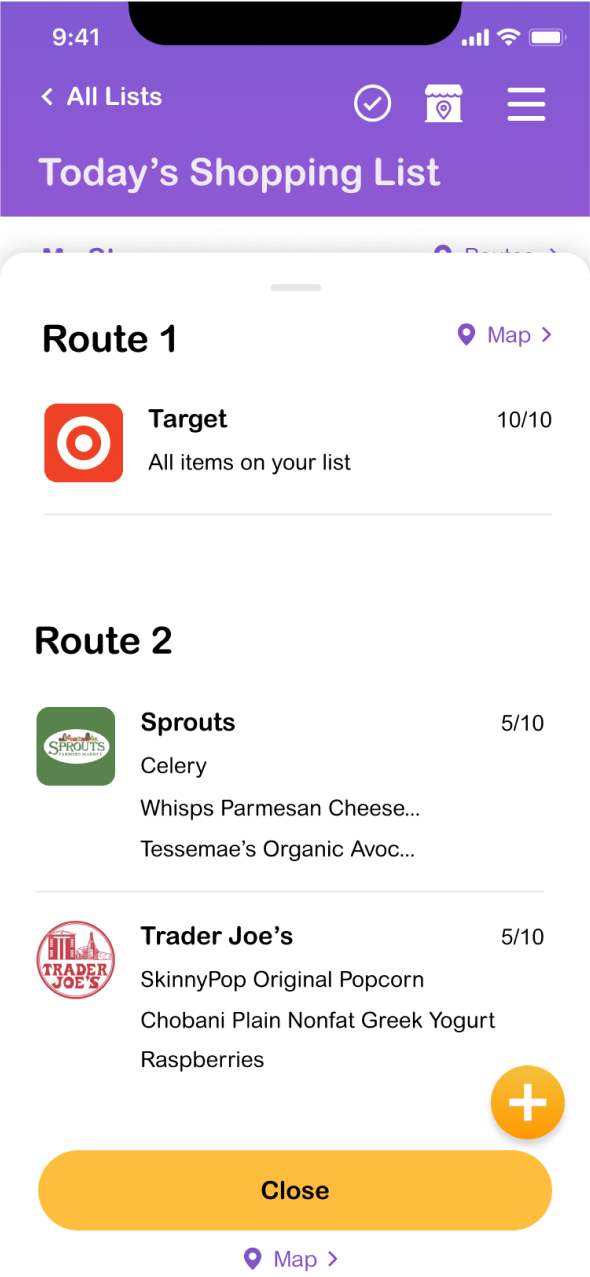 9:41
All Lists
Today’s Shopping List
Routes
Route 1
Map
Target
10/10
All items on your list
Route 2
SPROUTS
FARMERS MARKET
Sprouts
5/10
Celery
Whisps Parmesan Cheese...
Tessemae’s Organic Avoc...
TRADER
JOE’S
Trader Joe’s
5/10
SkinnyPop Original Popcorn
Chobani Plain Nonfat Greek Yogurt
Raspberries
Close
Map